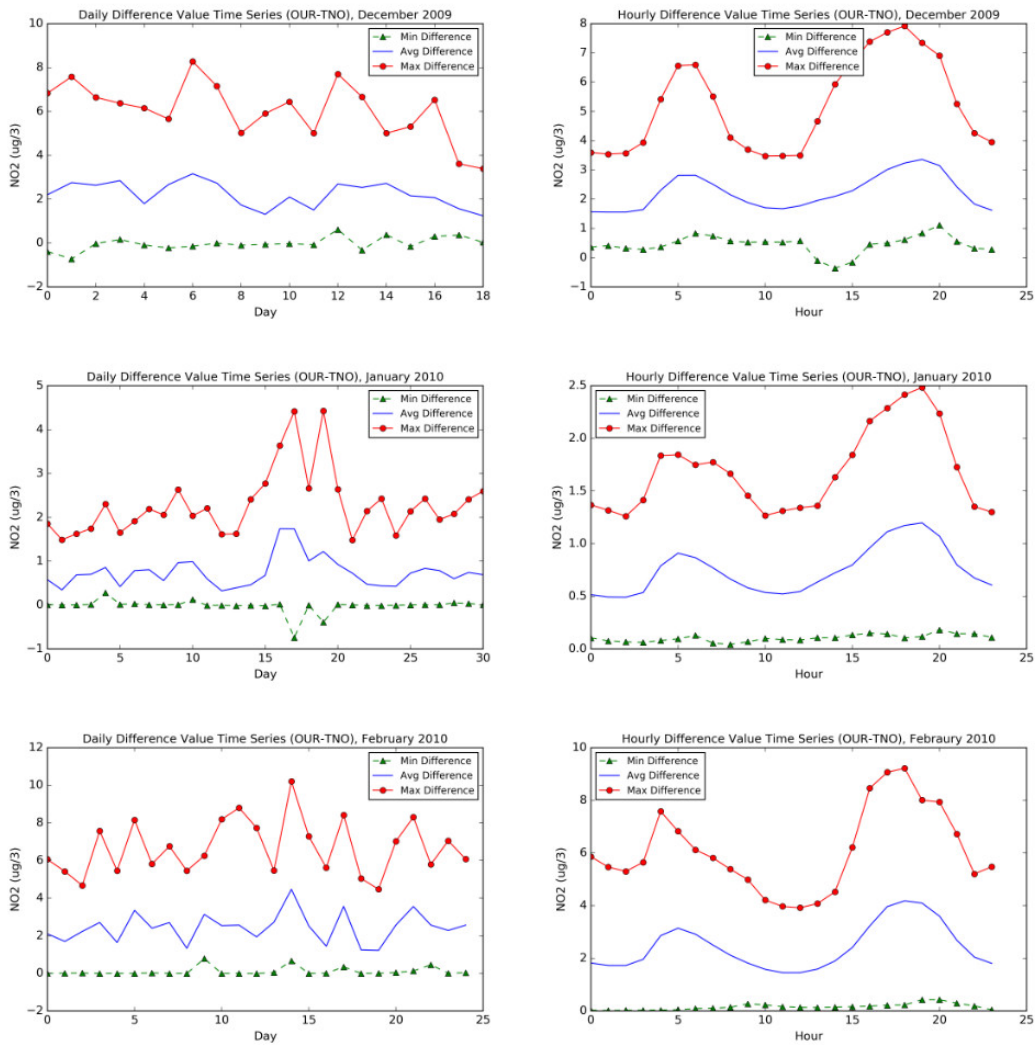 Daily Difference Value Time Series (OUR-TNO), December 2009
10
8
6
4
2
0
−2
NO2 (ug/3)
Min Difference
Avg Difference
Max Difference
0 2 4 6 8 10 12 14 16 18
Day
Hourly Difference Value Time Series (OUR-TNO), December 2009
8
7
6
5
4
3
2
1
0
−1
NO2 (ug/3)
Min Difference
Avg Difference
Max Difference
0 5 10 15 20 25
Hour
Daily Difference Value Time Series (OUR-TNO), January 2010
5
4
3
2
1
0
−1
NO2 (ug/3)
Min Difference
Avg Difference
Max Difference
0 5 10 15 20 25 30
Day
Hourly Difference Value Time Series (OUR-TNO), January 2010
2.5
2.0
1.5
1.0
0.5
0.0
NO2 (ug/3)
Min Difference
Avg Difference
Max Difference
0 5 10 15 20 25
Hour
Daily Difference Value Time Series (OUR-TNO), February 2010
12
10
8
6
4
2
0
−2
NO2 (ug/3)
Min Difference
Avg Difference
Max Difference
0 5 10 15 20 25
Day
Hourly Difference Value Time Series (OUR-TNO), Febraury 2010
10
8
6
4
2
0
NO2 (ug/3)
Min Difference
Avg Difference
Max Difference
0 5 10 15 20 25
Hour